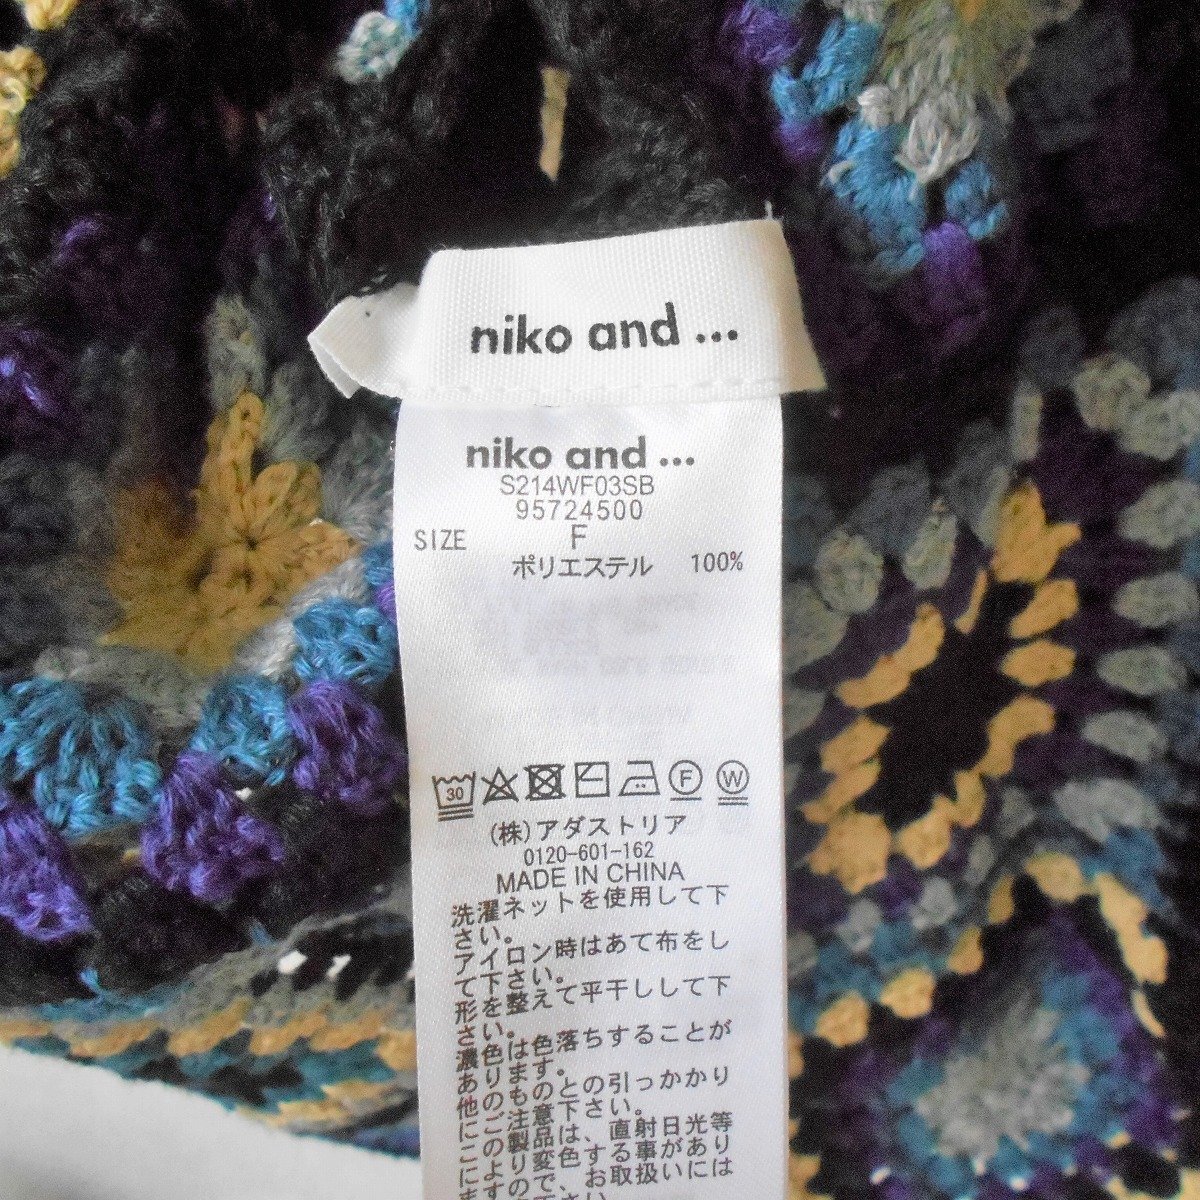 niko and ...
niko and ...
S214WF03SB
95724500
SIZE F
ポリエステル 100%
30 F W
(株)アダストリア
0120-601-162
MADE IN CHINA
洗濯ネットを使用して下
さい。
アイロン時はあて布をし
て下さい。
形を整えて平干しして下
さい。
濃色は色落ちすることが
あります。
他のものとの引っかかり
にご注意下さい。
この製品は、直射日光等
により変色する事があり
ますので、お取扱いには
下さい。